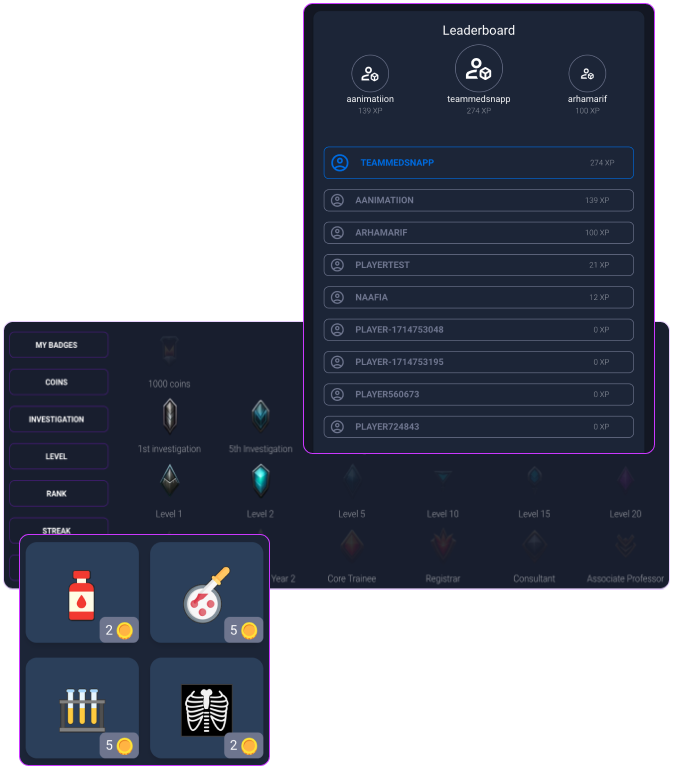 Leaderboard
aanimatiion
teammedsnapp
arhamarif
139 XP
274 XP
100 XP
TEAMMEDSNAPP 274 XP
AANIMATIION 139 XP
ARHAMARIF 100 XP
PLAYERTEST 21 XP
NAAFIA 12 XP
PLAYER-1714753048 0 XP
PLAYER-1714753195 0 XP
PLAYER560673 0 XP
PLAYER724843 0 XP
MY BADGES
COINS
INVESTIGATION
LEVEL
RANK
STREAK
1000 coins
1st investigation 5th Investigation
Level 1 Level 2 Level 5 Level 10 Level 15 Level 20
Year 2 Core Trainee Registrar Consultant Associate Professor
2 5
5 2